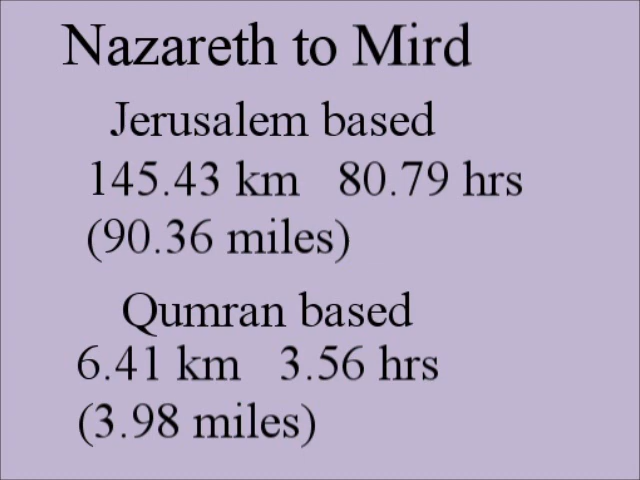 Nazareth to Mird
Jerusalem based
145.43 km 80.79 hrs
(90.36 miles)
Qumran based
6.41 km 3.56 hrs
(3.98 miles)